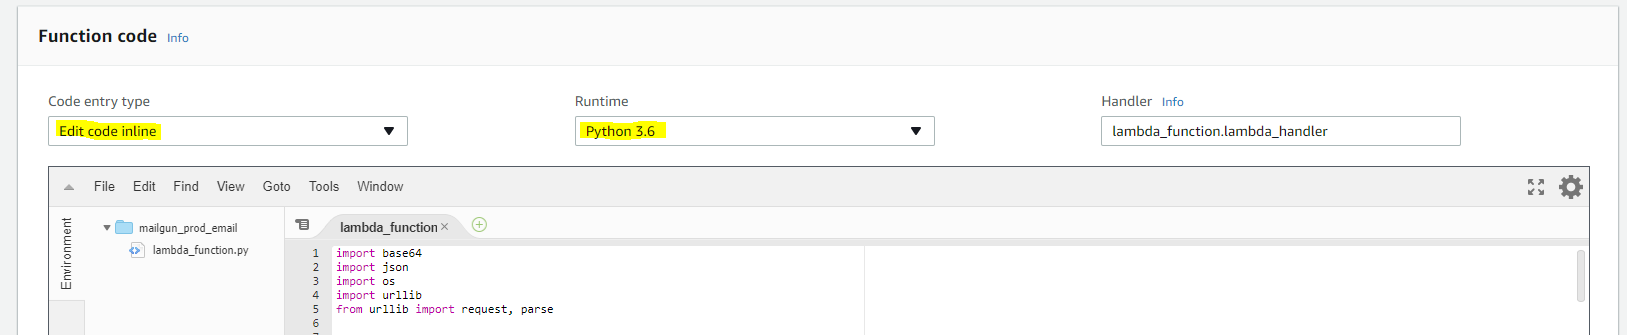 Function code Info
Code entry type Runtime Handler Info
Edit code inline Python 3.6 lambda_function.lambda_handler
File Edit Find View Goto Tools Window
Environment
mailgun_prod_email
lambda_function.py
lambda_function
1 import base64
2 import json
3 import os
4 import urllib
5 from urllib import request, parse
6